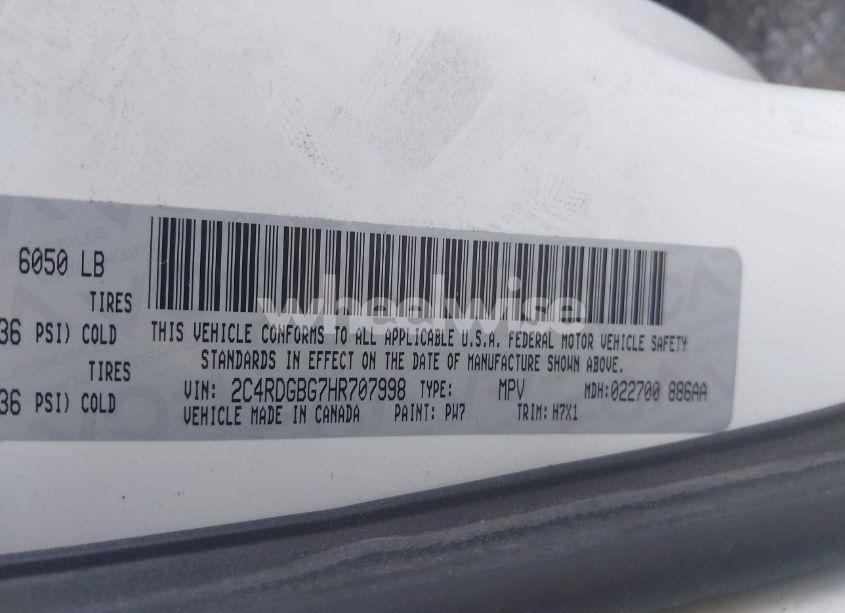 6050 LB
TIRES
36 PSI) COLD
TIRES
36 PSI) COLD
wheelwise
THIS VEHICLE CONFORMS TO ALL APPLICABLE U.S.A. FEDERAL MOTOR VEHICLE SAFETY
STANDARDS IN EFFECT ON THE DATE OF MANUFACTURE SHOWN ABOVE.
VIN: 2C4RDGBG7HR707998 TYPE: MPV MDH:022700 886AA
VEHICLE MADE IN CANADA PAINT: PW7 TRIM: H7X1